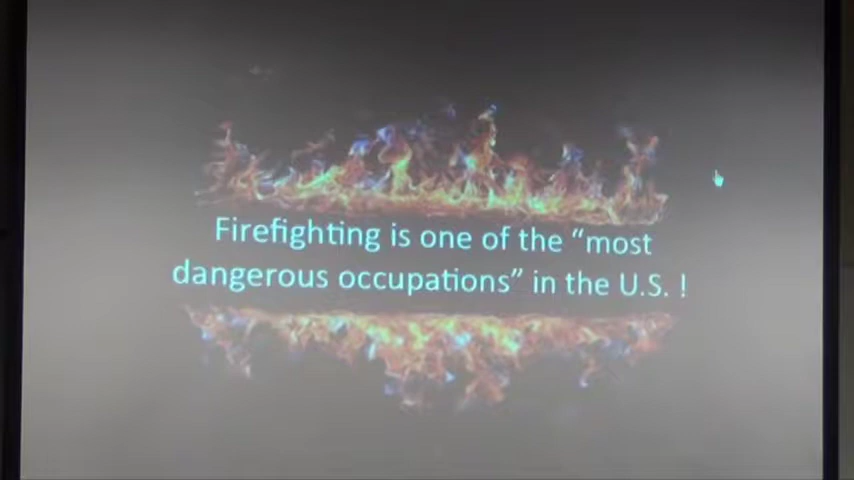 Firefighting is one of the “most
dangerous occupations” in the U.S. !